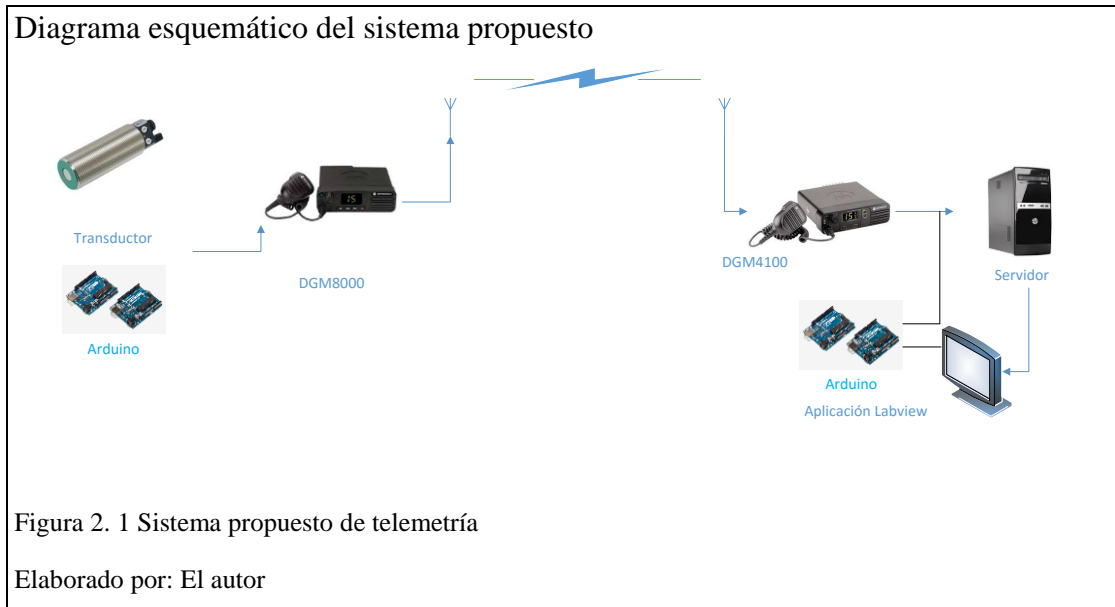 Diagrama esquemático del sistema propuesto
Transductor
Arduino
DGM8000
DGM4100
Servidor
Arduino
Aplicación Labview
Figura 2. 1 Sistema propuesto de telemetría
Elaborado por: El autor